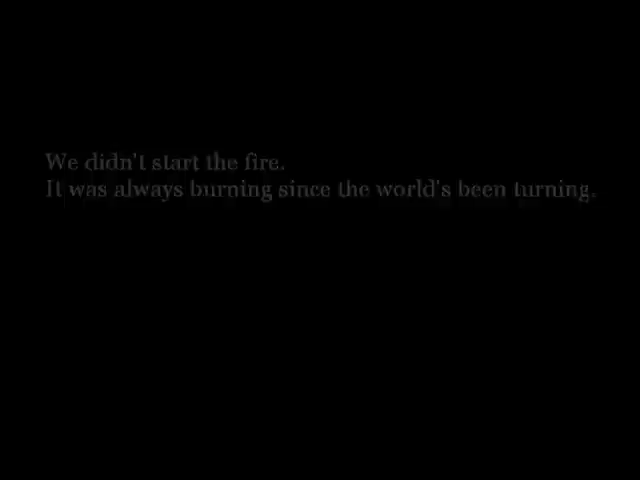 We didn't start the fire.
It was always burning since the world's been turning.